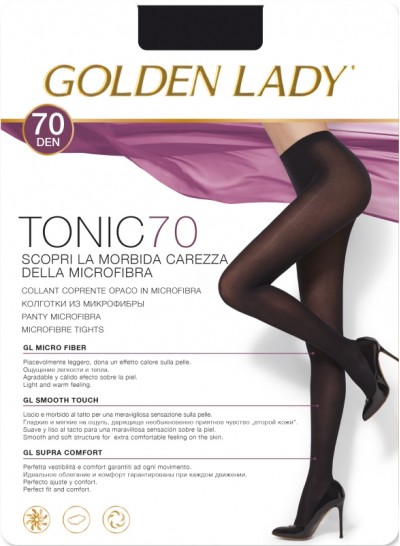 GOLDEN LADY
70
DEN
TONIC70
SCOPRI LA MORBIDA CAREZZA
DELLA MICROFIBRA
COLLANT COPRENTE OPACO IN MICROFIBRA
КОЛГОТКИ ИЗ МИКРОФИБРЫ
PANTY MICROFIBRA
MICROFIBRE TIGHTS
GL MICRO FIBER
Piacevolmente leggero, dona un effetto calore sulla pelle.
Ощущение легкости и тепла.
Agradable y cálido efecto sobre la piel.
Light and warm feeling.
GL SMOOTH TOUCH
Liscio e morbido al tatto per una meravigliosa sensazione sulla pelle.
Гладкие и мягкие на ощупь, дарящище необыкновенно приятное чувство „второй кожи“.
Suave y liso al tacto para una maravillosa sensación sobre la piel.
Smooth and soft structure for extra comfortable feeling on the skin.
GL SUPRA COMFORT
Perfetta vestibilità e comfort garantiti ad ogni movimento.
Идеальное облегание и комфорт гарантированы при каждом движении.
Perfecto ajuste y confort.
Perfect fit and comfort.